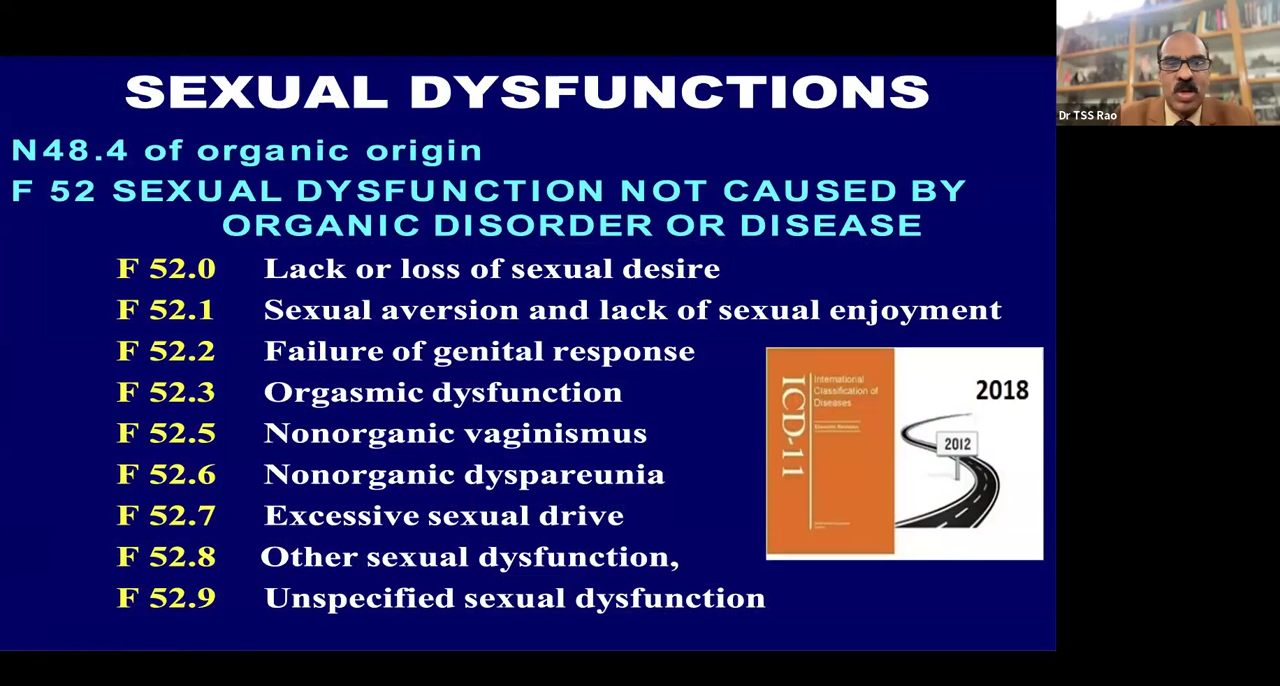 SEXUAL DYSFUNCTIONS
N48.4 of organic origin
F 52 SEXUAL DYSFUNCTION NOT CAUSED BY
ORGANIC DISORDER OR DISEASE
F 52.0 Lack or loss of sexual desire
F 52.1 Sexual aversion and lack of sexual enjoyment
F 52.2 Failure of genital response
F 52.3 Orgasmic dysfunction
F 52.5 Nonorganic vaginismus
F 52.6 Nonorganic dyspareunia
F 52.7 Excessive sexual drive
F 52.8 Other sexual dysfunction,
F 52.9 Unspecified sexual dysfunction
ICD-11
International
Classification of
Diseases
2018
2012
Dr TSS Rao